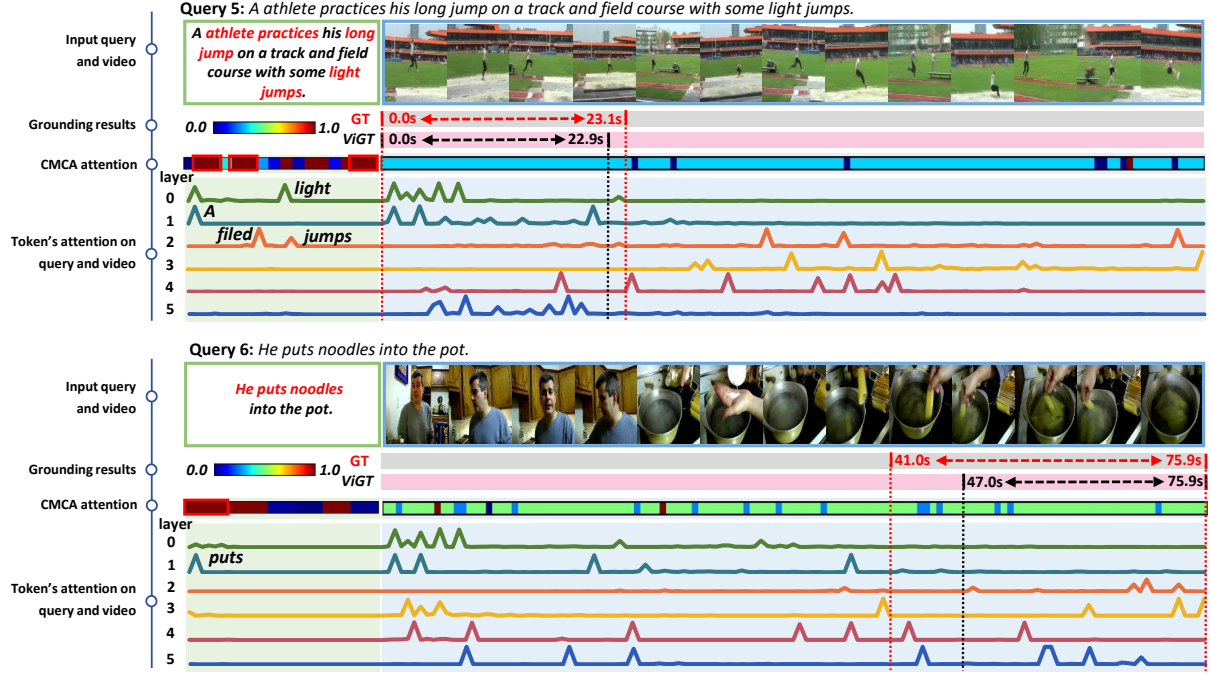 Query 5: A athlete practices his long jump on a track and field course with some light jumps.
Input query
and video
A athlete practices his long
jump on a track and field
course with some light
jumps.
Grounding results
0.0 1.0
GT
0.0s 23.1s
ViGT
0.0s 22.9s
CMCA attention
layer
0 light
1 A
2 filed jumps
3
4
5
Token's attention on
query and video
Query 6: He puts noodles into the pot.
Input query
and video
He puts noodles
into the pot.
Grounding results
0.0 1.0
GT
41.0s 75.9s
ViGT
47.0s 75.9s
CMCA attention
layer
0
1 puts
2
3
4
5
Token's attention on
query and video